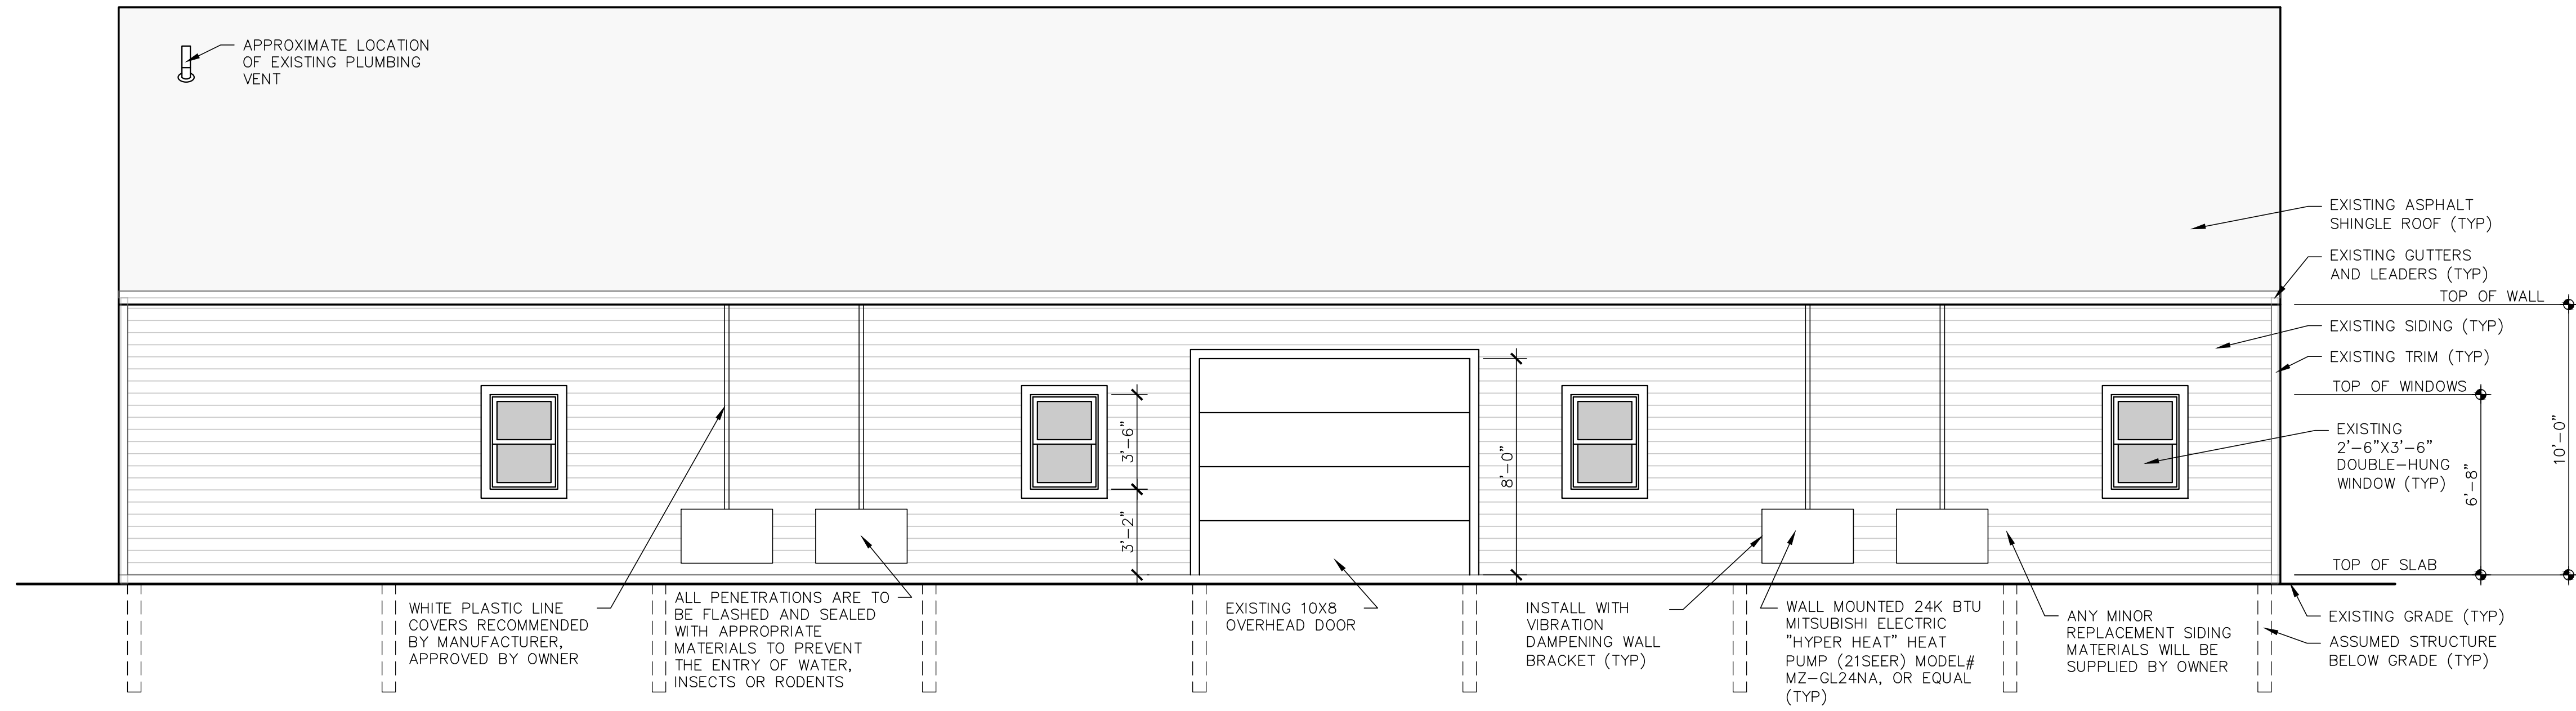 APPROXIMATE LOCATION
OF EXISTING PLUMBING
VENT
EXISTING ASPHALT
SHINGLE ROOF (TYP)
EXISTING GUTTERS
AND LEADERS (TYP)
TOP OF WALL
EXISTING SIDING (TYP)
EXISTING TRIM (TYP)
TOP OF WINDOWS
EXISTING
2'-6"X3'-6"
DOUBLE-HUNG
WINDOW (TYP)
6'-8"
10'-0"
3'-6"
3'-2"
8'-0"
TOP OF SLAB
WHITE PLASTIC LINE
COVERS RECOMMENDED
BY MANUFACTURER,
APPROVED BY OWNER
ALL PENETRATIONS ARE TO
BE FLASHED AND SEALED
WITH APPROPRIATE
MATERIALS TO PREVENT
THE ENTRY OF WATER,
INSECTS OR RODENTS
EXISTING 10X8
OVERHEAD DOOR
INSTALL WITH
VIBRATION
DAMPENING WALL
BRACKET (TYP)
WALL MOUNTED 24K BTU
MITSUBISHI ELECTRIC
"HYPER HEAT" HEAT
PUMP (21SEER) MODEL#
MZ-GL24NA, OR EQUAL
(TYP)
ANY MINOR
REPLACEMENT SIDING
MATERIALS WILL BE
SUPPLIED BY OWNER
EXISTING GRADE (TYP)
ASSUMED STRUCTURE
BELOW GRADE (TYP)